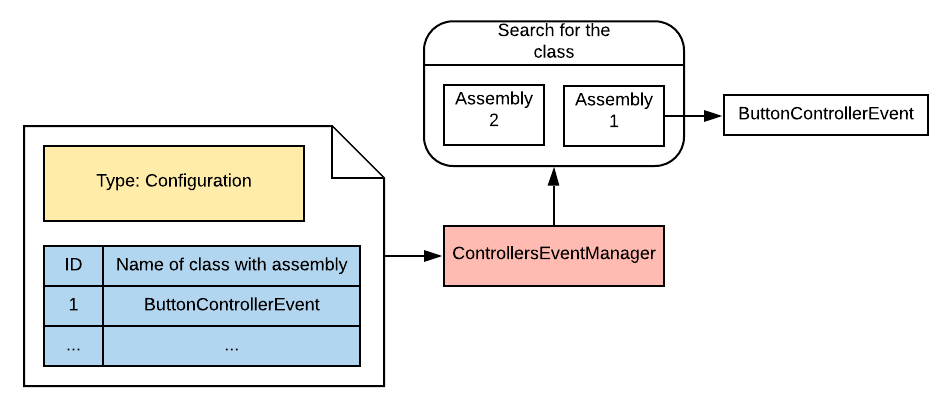 Search for the
class
Assembly
2
Assembly
1
ButtonControllerEvent
Type: Configuration
ControllersEventManager
ID Name of class with assembly
1 ButtonControllerEvent
... ...